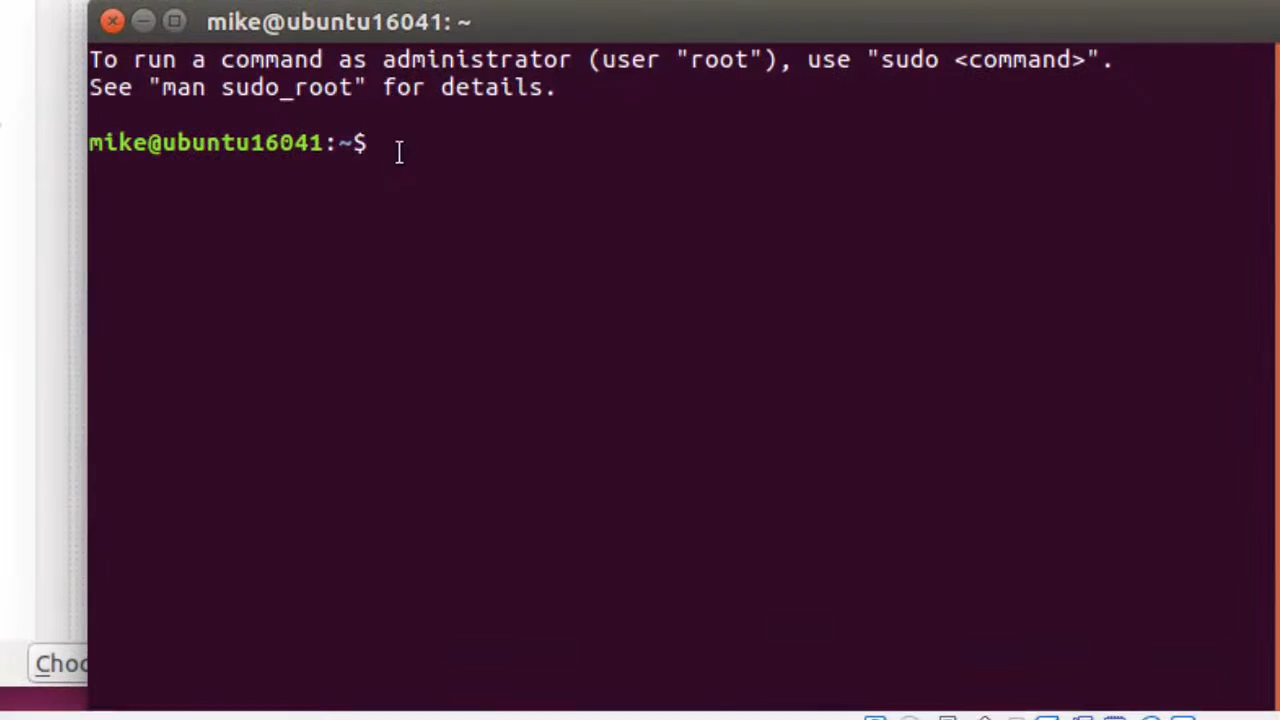 mike@ubuntu16041: ~
To run a command as administrator (user "root"), use "sudo <command>".
See "man sudo_root" for details.
mike@ubuntu16041:~$
Choo